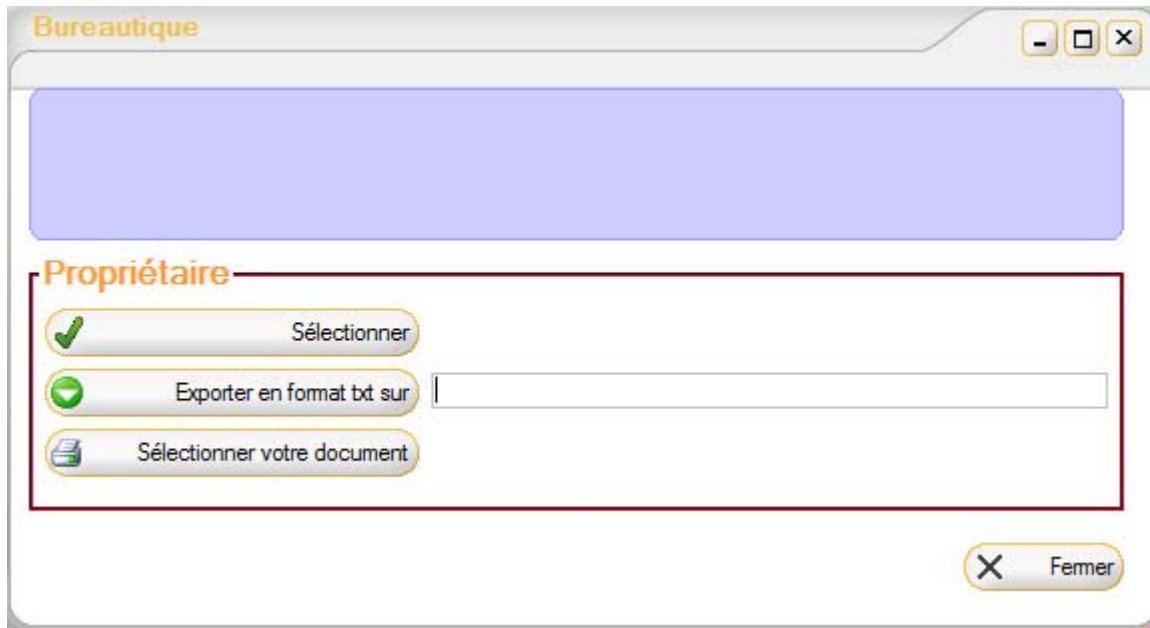 Bureautique
Propriétaire
Sélectionner
Exporter en format txt sur
Sélectionner votre document
Fermer